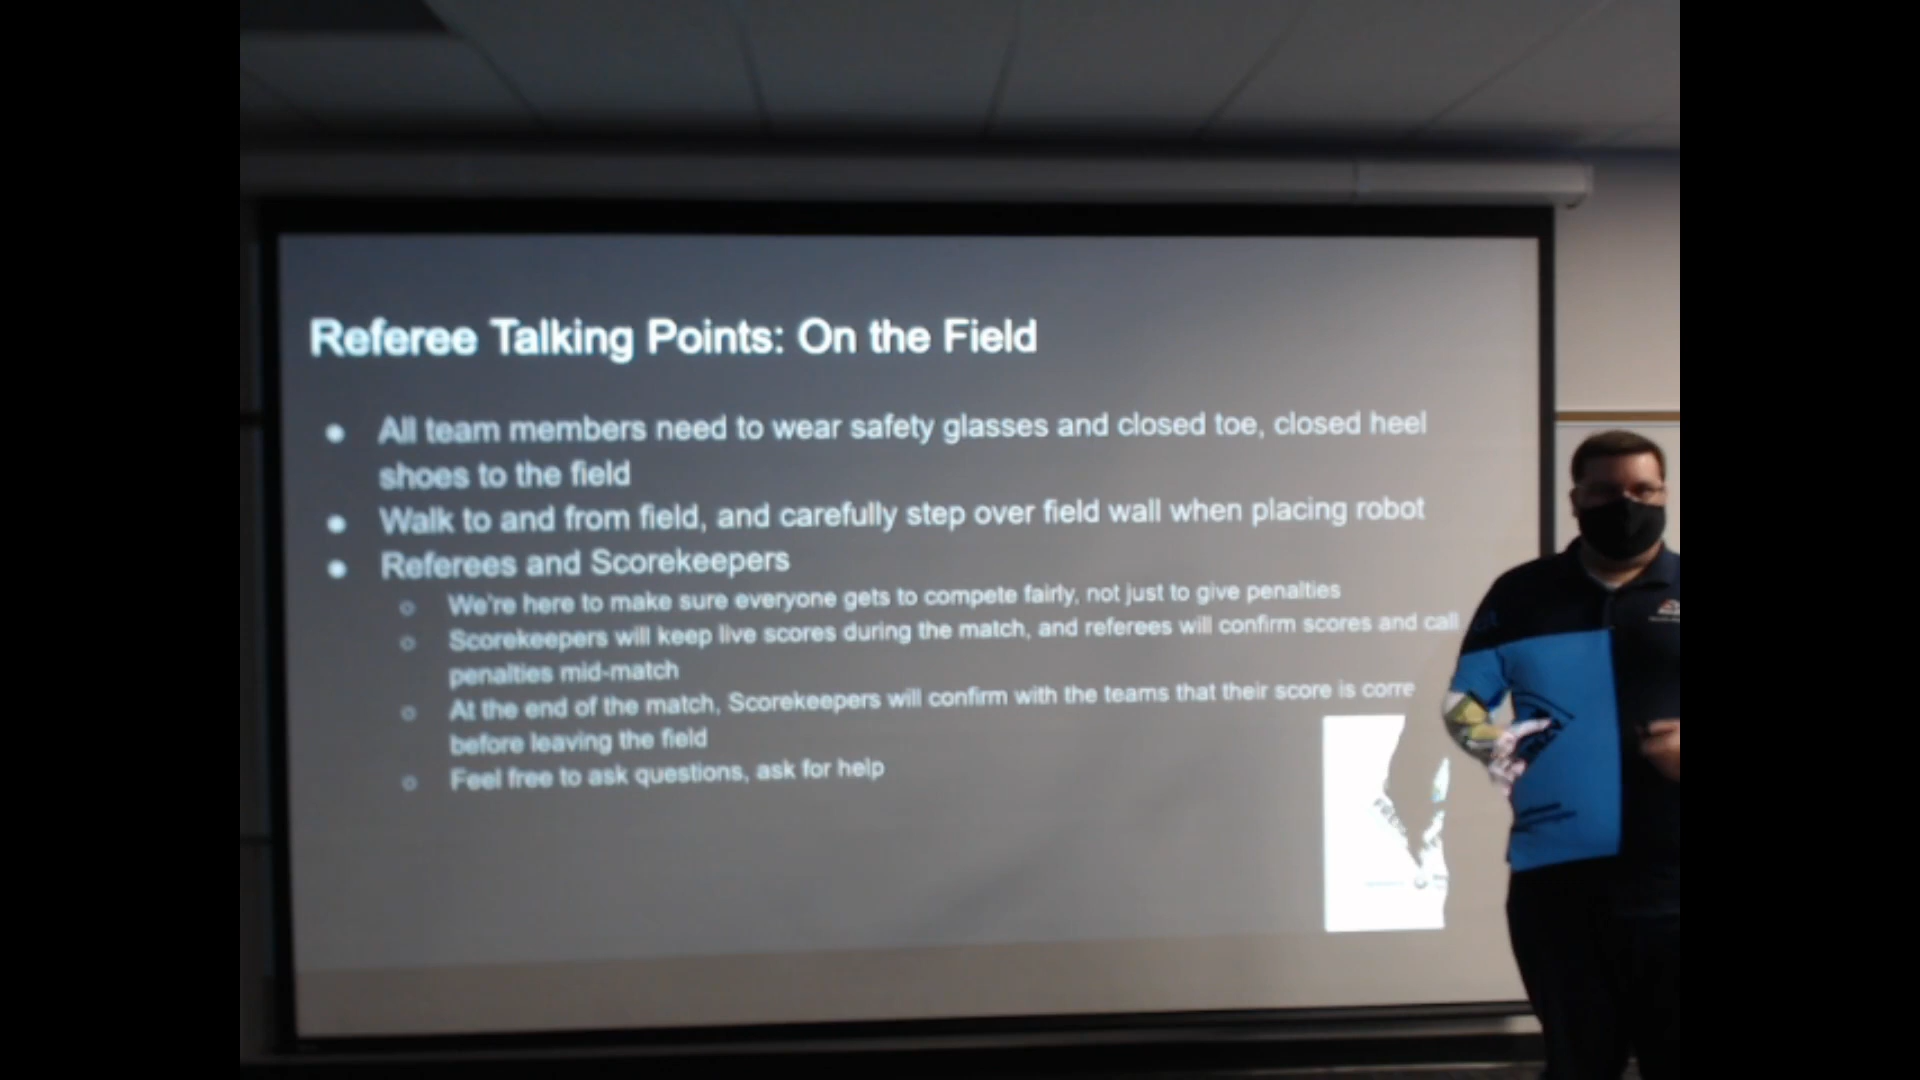 Referee Talking Points: On the Field
All team members need to wear safety glasses and closed toe, closed heel
shoes to the field
Walk to and from field, and carefully step over field wall when placing robot
Referees and Scorekeepers
We're here to make sure everyone gets to compete fairly, not just to give penalties
Scorekeepers will keep live scores during the match, and referees will confirm scores and call
penalties mid-match
At the end of the match, Scorekeepers will confirm with the teams that their score is corre
before leaving the field
Feel free to ask questions, ask for help